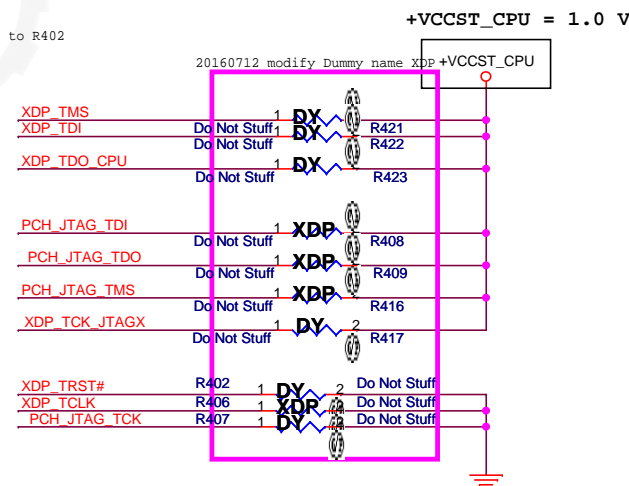 +VCCST_CPU = 1.0 V
to R402
20160712 modify Dummy name XDP
+VCCST_CPU
XDP_TMS
1 DY
Do Not Stuff
R421
XDP_TDI
1 DY
Do Not Stuff
R422
XDP_TDO_CPU
1 DY
Do Not Stuff
R423
PCH_JTAG_TDI
1 XDP
Do Not Stuff
R408
PCH_JTAG_TDO
1 XDP
Do Not Stuff
R409
PCH_JTAG_TMS
1 XDP
Do Not Stuff
R416
XDP_TCK_JTAGX
1 DY 2
Do Not Stuff
R417
XDP_TRST#
R402 1 DY 2 Do Not Stuff
XDP_TCLK
R406 1 XDP Do Not Stuff
PCH_JTAG_TCK
R407 1 DY Do Not Stuff